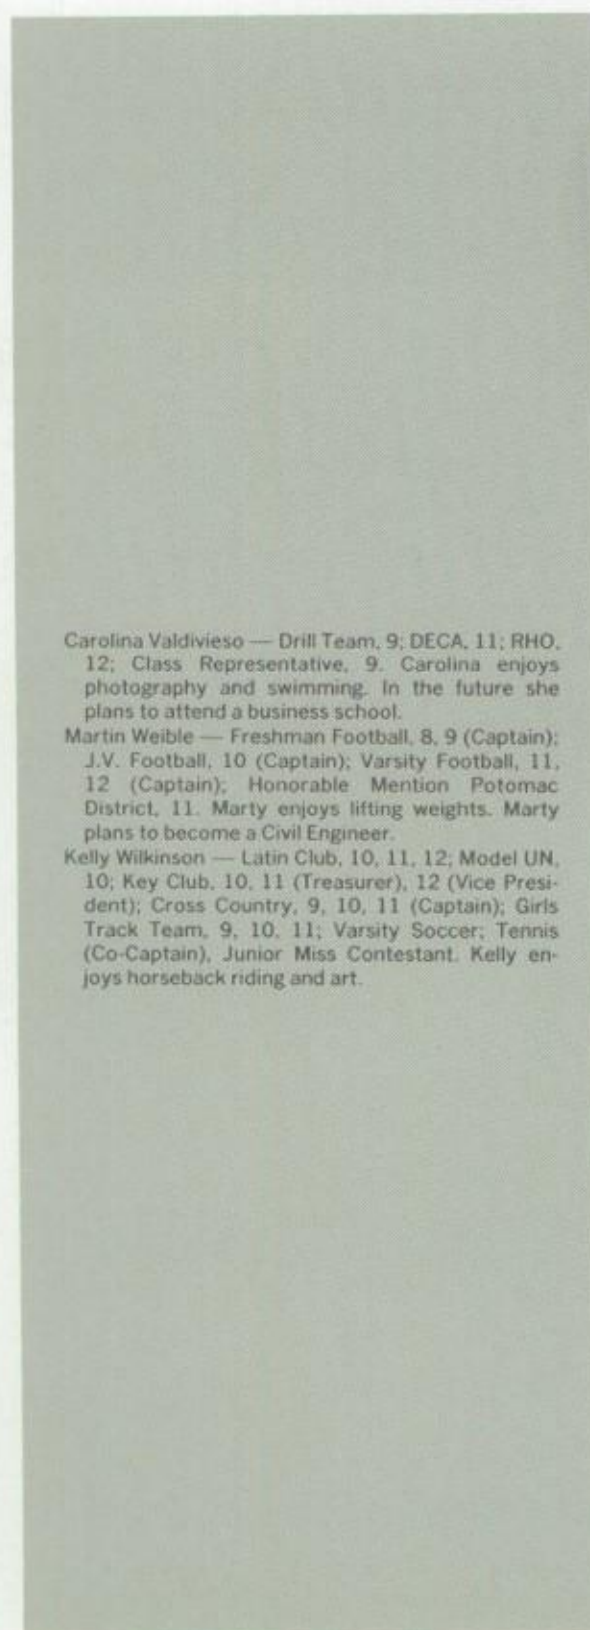 Carolina Valdivieso — Drill Team, 9; DECA, 11; RHO,
12; Class Representative, 9. Carolina enjoys
photography and swimming. In the future she
plans to attend a business school.
Martin Weible — Freshman Football, 8, 9 (Captain);
J.V. Football, 10 (Captain); Varsity Football, 11,
12 (Captain); Honorable Mention Potomac
District, 11. Marty enjoys lifting weights. Marty
plans to become a Civil Engineer.
Kelly Wilkinson — Latin Club, 10, 11, 12; Model UN,
10; Key Club, 10, 11 (Treasurer), 12 (Vice Presi-
dent); Cross Country, 9, 10, 11 (Captain); Girls
Track Team, 9, 10, 11; Varsity Soccer; Tennis
(Co-Captain), Junior Miss Contestant. Kelly en-
joys horseback riding and art.